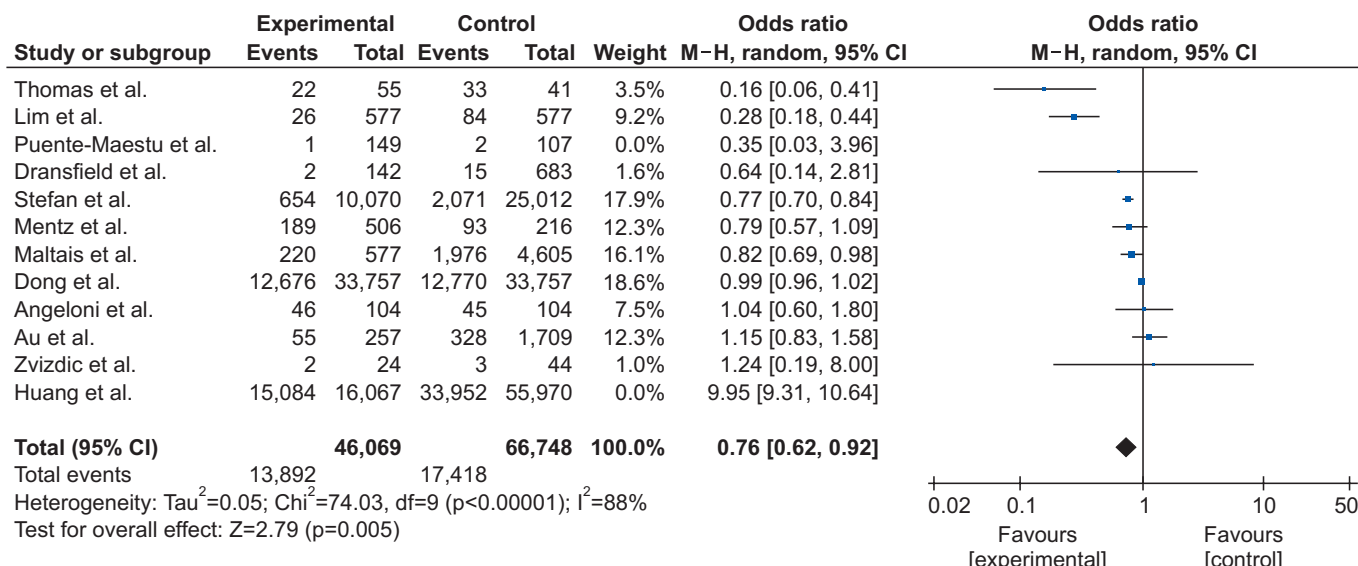 Experimental Control Odds ratio Odds ratio
Study or subgroup Events Total Events Total Weight M−H, random, 95% CI M−H, random, 95% CI
Thomas et al. 22 55 33 41 3.5% 0.16 [0.06, 0.41]
Lim et al. 26 577 84 577 9.2% 0.28 [0.18, 0.44]
Puente-Maestu et al. 1 149 2 107 0.0% 0.35 [0.03, 3.96]
Dransfield et al. 2 142 15 683 1.6% 0.64 [0.14, 2.81]
Stefan et al. 654 10,070 2,071 25,012 17.9% 0.77 [0.70, 0.84]
Mentz et al. 189 506 93 216 12.3% 0.79 [0.57, 1.09]
Maltais et al. 220 577 1,976 4,605 16.1% 0.82 [0.69, 0.98]
Dong et al. 12,676 33,757 12,770 33,757 18.6% 0.99 [0.96, 1.02]
Angeloni et al. 46 104 45 104 7.5% 1.04 [0.60, 1.80]
Au et al. 55 257 328 1,709 12.3% 1.15 [0.83, 1.58]
Zvizdic et al. 2 24 3 44 1.0% 1.24 [0.19, 8.00]
Huang et al. 15,084 16,067 33,952 55,970 0.0% 9.95 [9.31, 10.64]
Total (95% CI) 46,069 66,748 100.0% 0.76 [0.62, 0.92]
Total events 13,892 17,418
Heterogeneity: Tau²=0.05; Chi²=74.03, df=9 (p<0.00001); I²=88%
Test for overall effect: Z=2.79 (p=0.005)
0.02 0.1 1 10 50
Favours Favours
[experimental] [control]